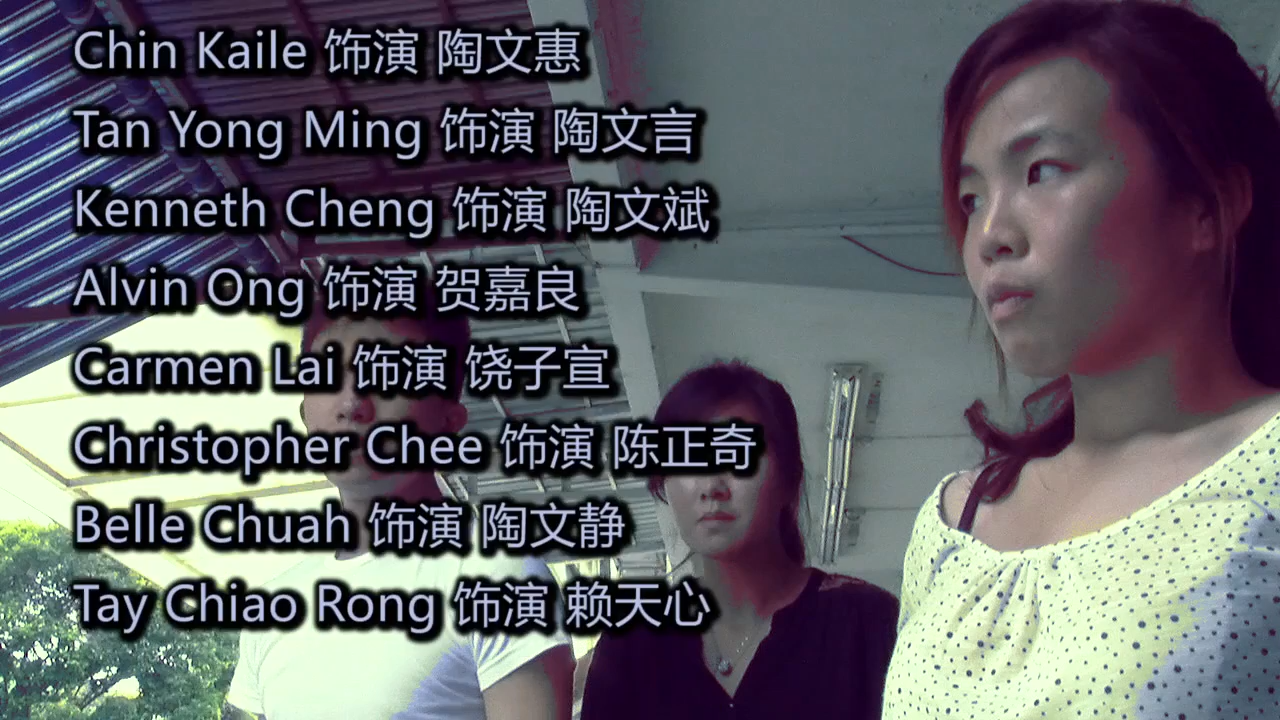 Chin Kaile 饰演 陶文惠
Tan Yong Ming 饰演 陶文言
Kenneth Cheng 饰演 陶文斌
Alvin Ong 饰演 贺嘉良
Carmen Lai 饰演 饶子宣
Christopher Chee 饰演 陈正奇
Belle Chuah 饰演 陶文静
Tay Chiao Rong 饰演 赖天心